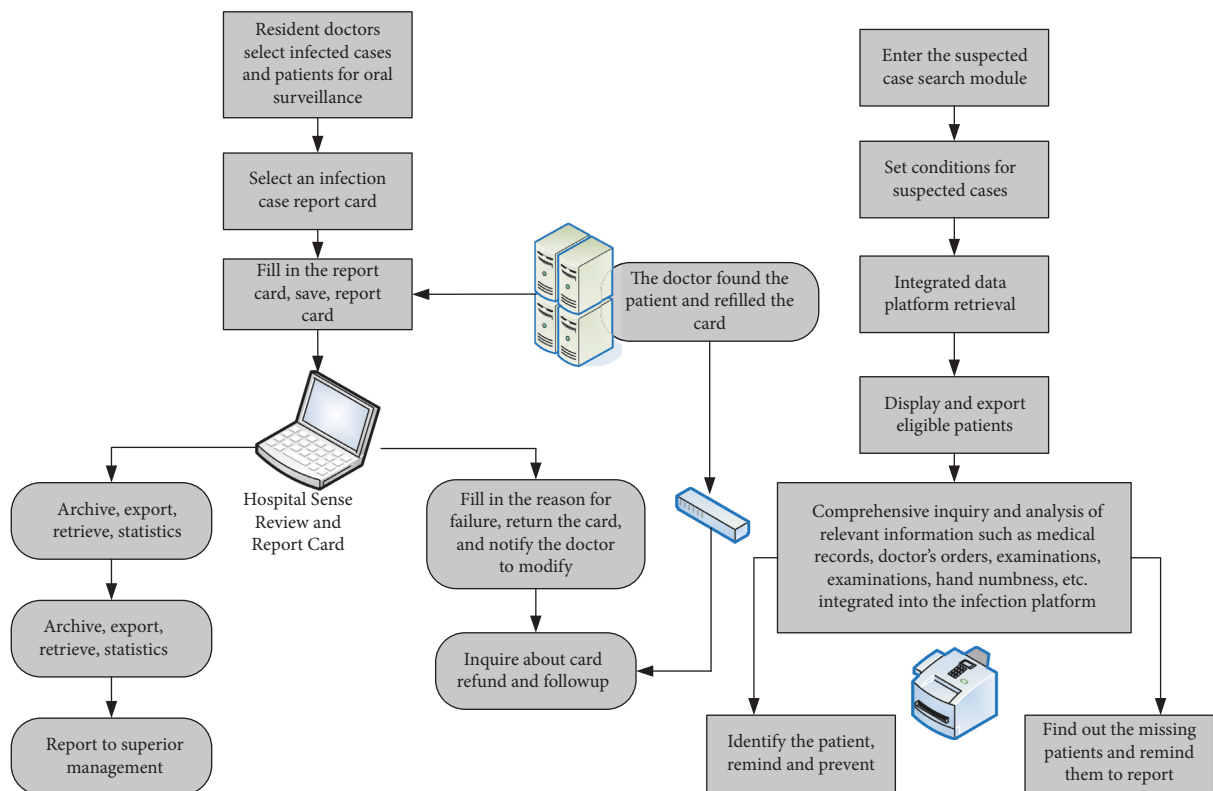 Resident doctors
select infected cases
and patients for oral
surveillance
Select an infection
case report card
Fill in the report
card, save, report
card
The doctor found the
patient and refilled the
card
Hospital Sense
Review and
Report Card
Archive, export,
retrieve, statistics
Archive, export,
retrieve, statistics
Report to superior
management
Fill in the reason for
failure, return the card,
and notify the doctor
to modify
Inquire about card
refund and followup
Enter the suspected
case search module
Set conditions for
suspected cases
Integrated data
platform retrieval
Display and export
eligible patients
Comprehensive inquiry and analysis of
relevant information such as medical
records, doctor's orders, examinations,
examinations, hand numbness, etc.
integrated into the infection platform
Identify the patient,
remind and prevent
Find out the missing
patients and remind
them to report